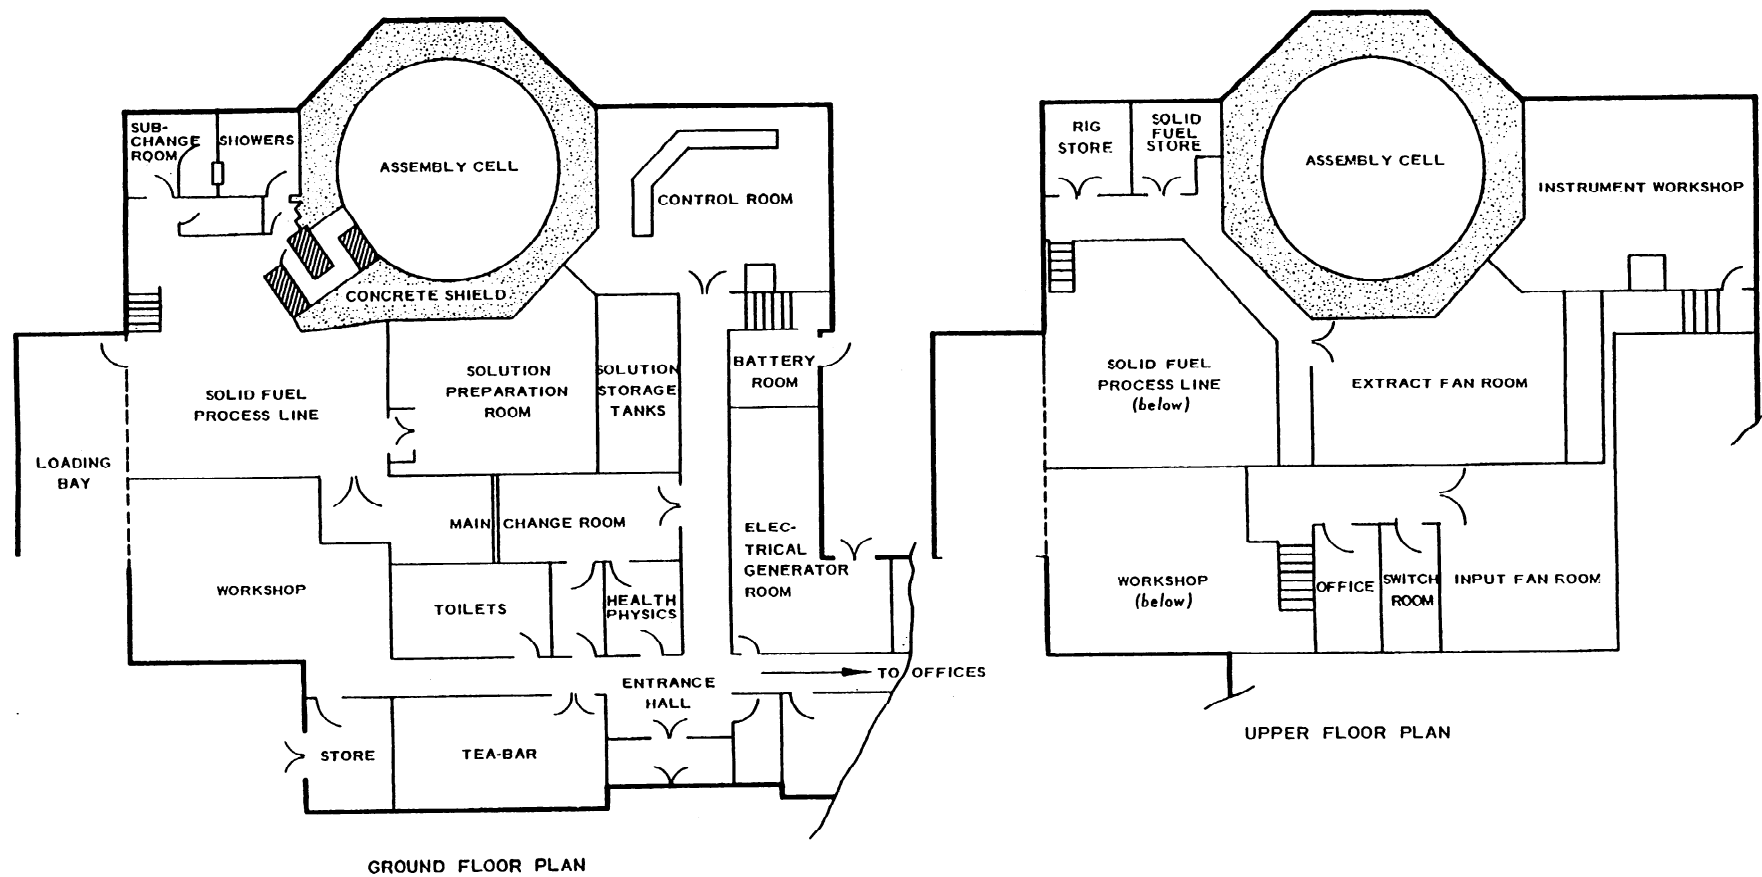 SUB-
CHANGE
ROOM
SHOWERS
ASSEMBLY CELL
CONTROL ROOM
CONCRETE SHIELD
SOLID FUEL
PROCESS LINE
SOLUTION
PREPARATION
ROOM
SOLUTION
STORAGE
TANKS
BATTERY
ROOM
LOADING
BAY
MAIN CHANGE ROOM
ELEC-
TRICAL
GENERATOR
ROOM
WORKSHOP
TOILETS
HEALTH
PHYSICS
ENTRANCE
HALL
TO OFFICES
STORE
TEA-BAR
GROUND FLOOR PLAN
RIG
STORE
SOLID
FUEL
STORE
ASSEMBLY CELL
INSTRUMENT WORKSHOP
SOLID FUEL
PROCESS LINE
(below)
EXTRACT FAN ROOM
WORKSHOP
(below)
OFFICE
SWITCH
ROOM
INPUT FAN ROOM
UPPER FLOOR PLAN